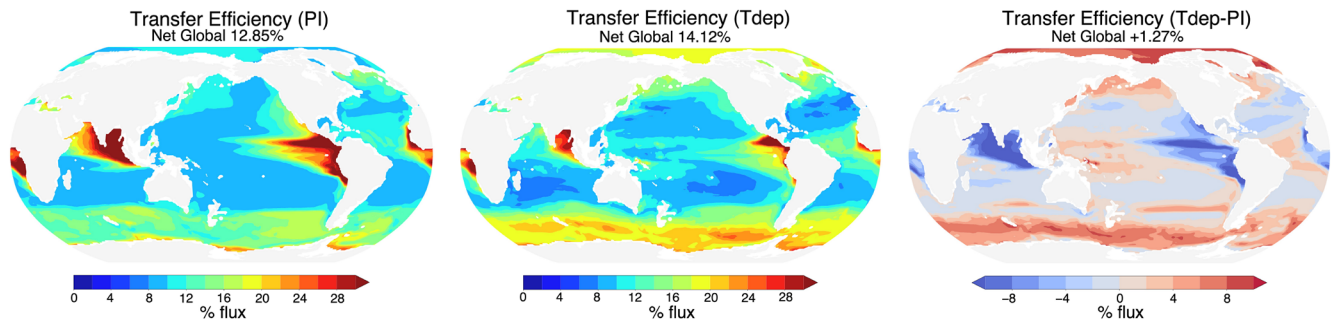 Transfer Efficiency (PI)
Net Global 12.85%
0 4 8 12 16 20 24 28
% flux
Transfer Efficiency (Tdep)
Net Global 14.12%
0 4 8 12 16 20 24 28
% flux
Transfer Efficiency (Tdep-PI)
Net Global +1.27%
−8 −4 0 4 8
% flux